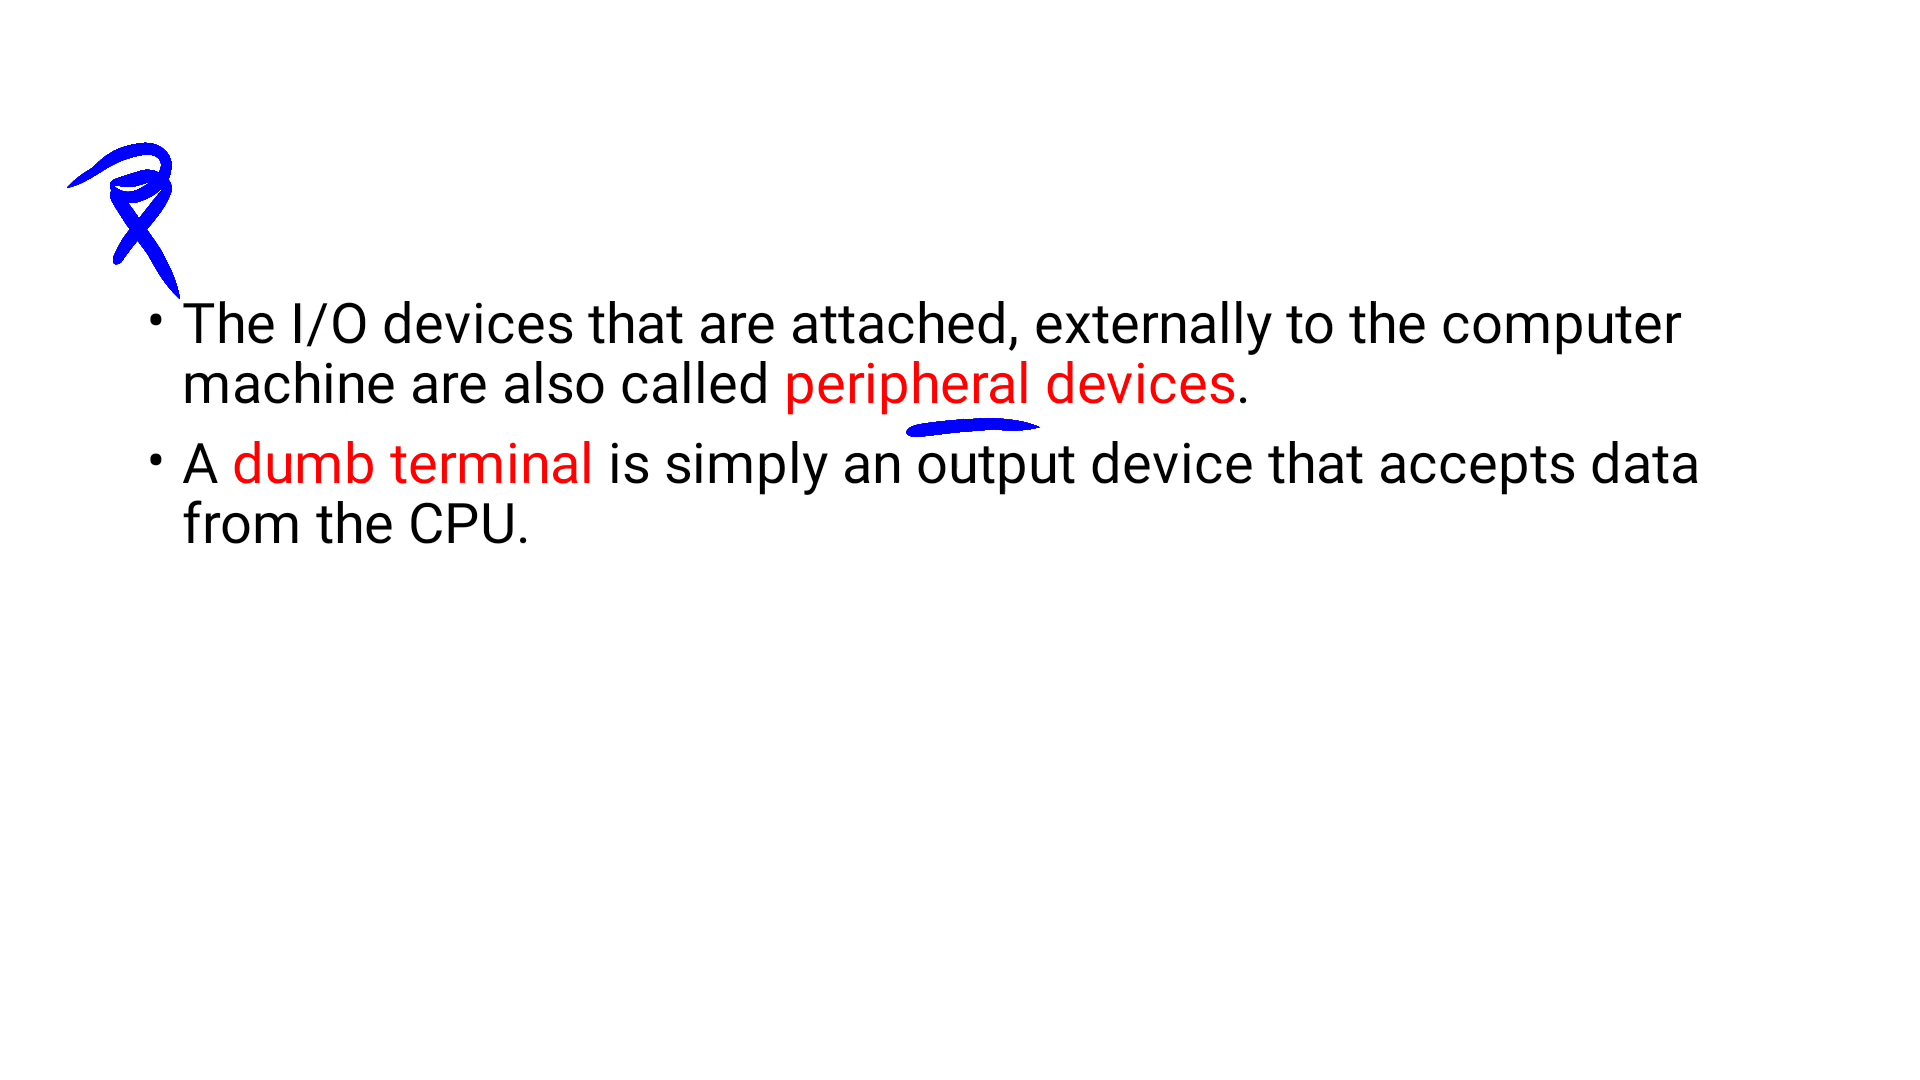 • The I/O devices that are attached, externally to the computer
machine are also called peripheral devices.
• A dumb terminal is simply an output device that accepts data
from the CPU.